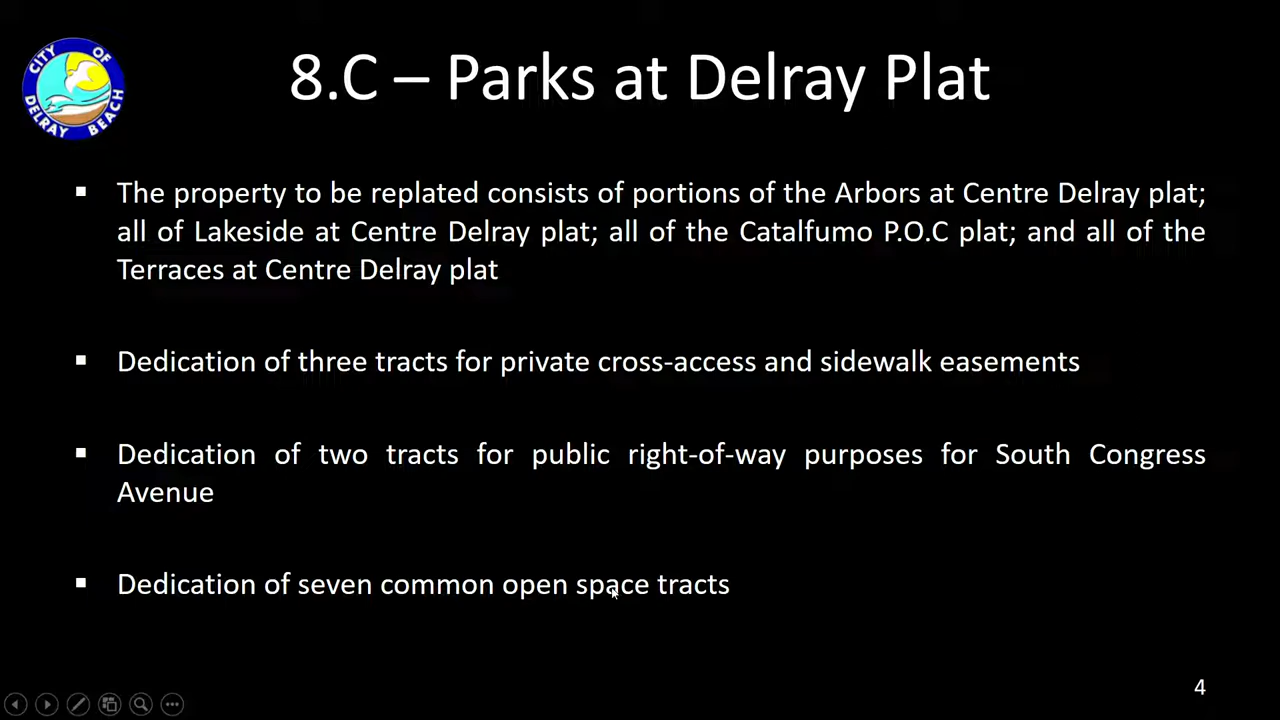 CITY OF
DELRAY BEACH
8.C – Parks at Delray Plat
▪ The property to be replated consists of portions of the Arbors at Centre Delray plat;
all of Lakeside at Centre Delray plat; all of the Catalfumo P.O.C plat; and all of the
Terraces at Centre Delray plat
▪ Dedication of three tracts for private cross-access and sidewalk easements
▪ Dedication of two tracts for public right-of-way purposes for South Congress
Avenue
▪ Dedication of seven common open space tracts
4